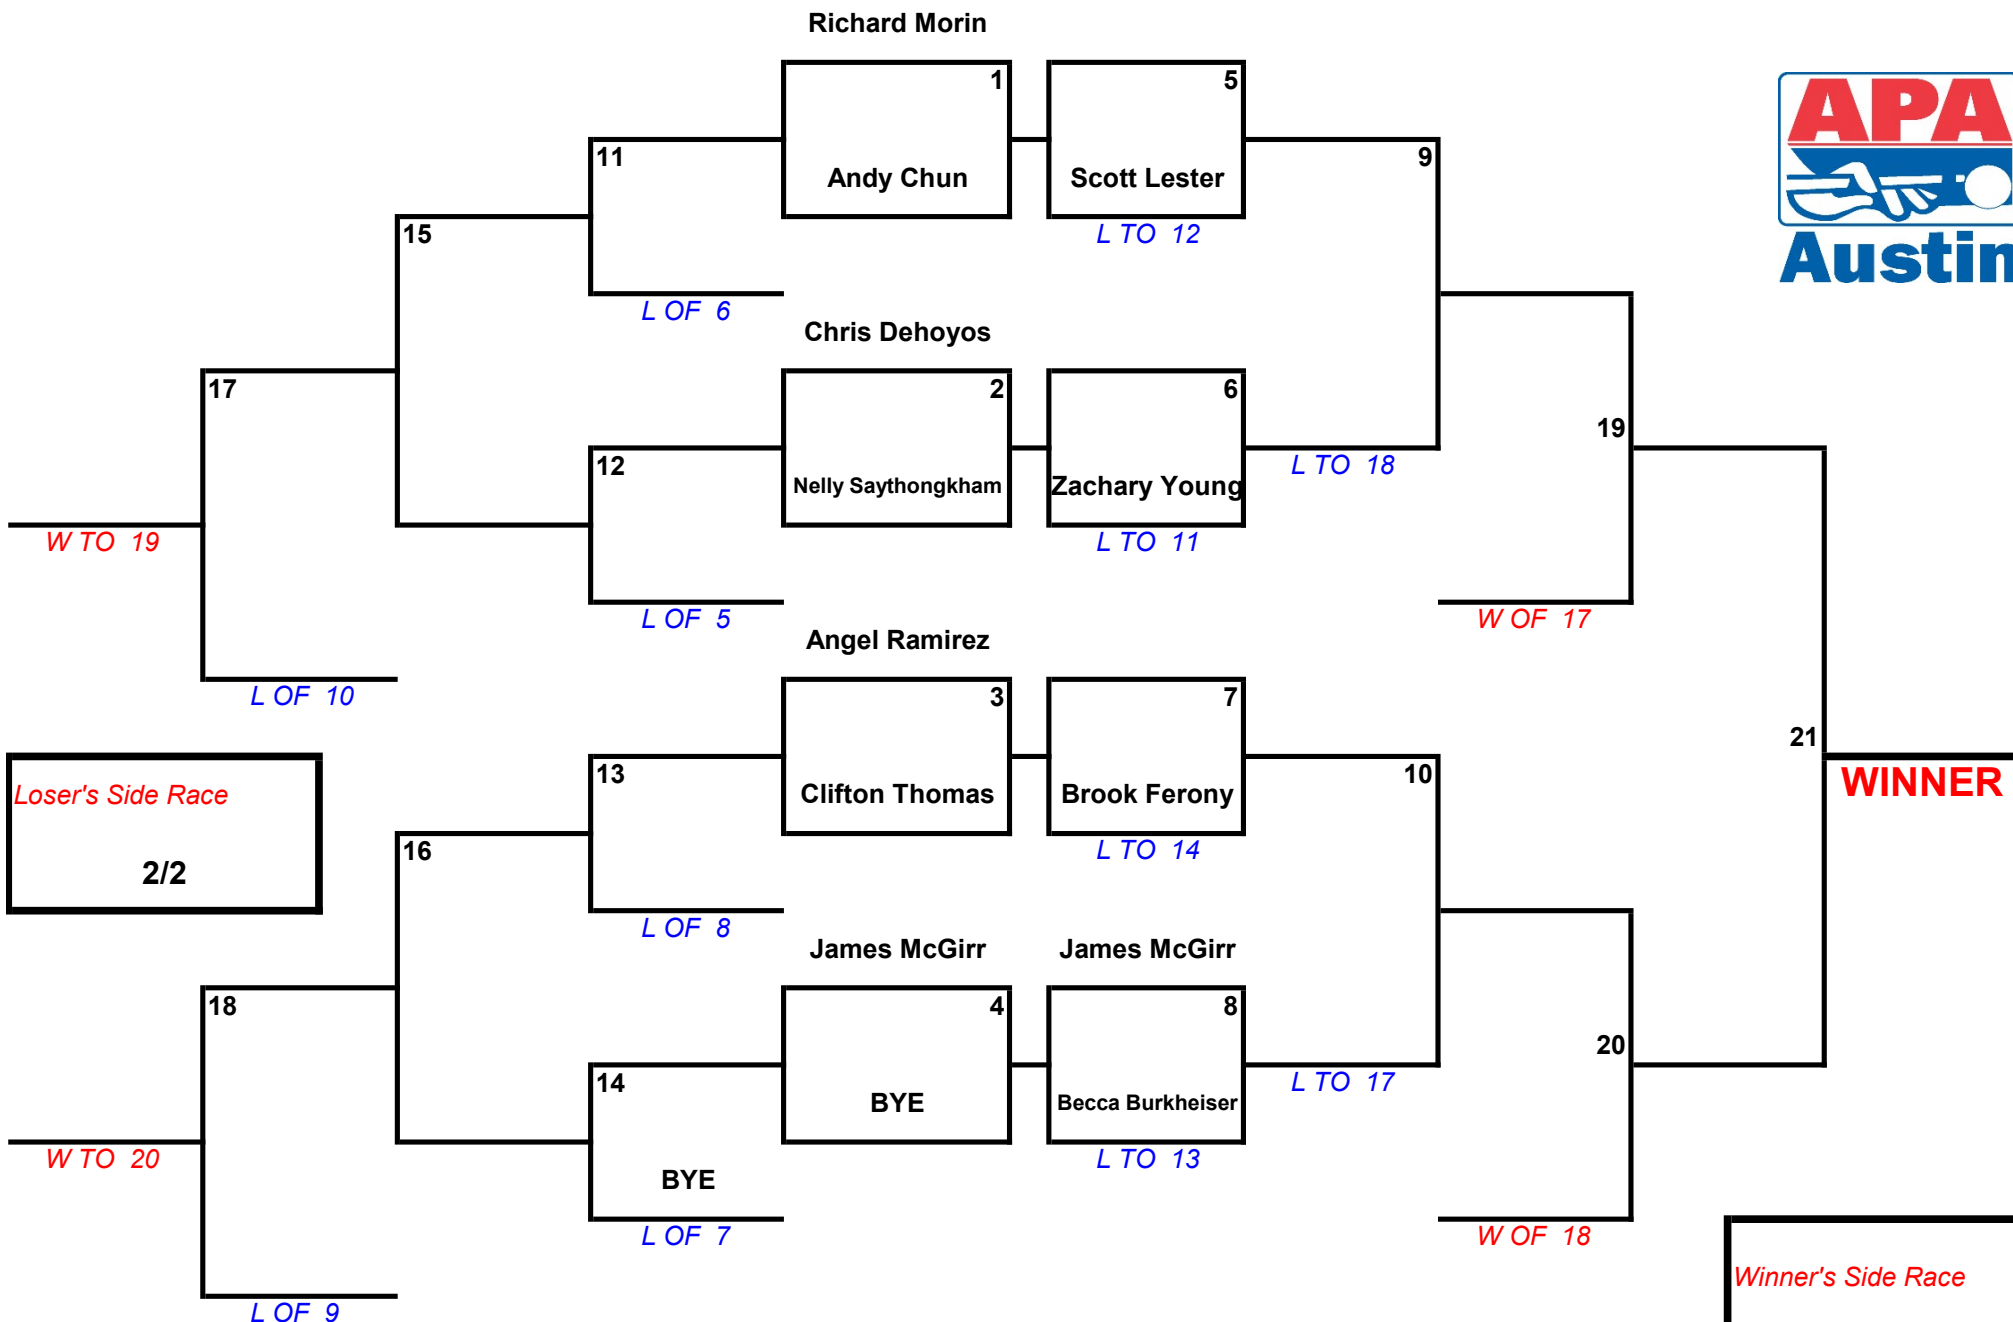 Richard Morin
1
5
APA
11
9
Andy Chun
Scott Lester
15
L TO 12
Austin
L OF 6
Chris Dehoyos
17
2
6
19
12
L TO 18
Nelly Saythongkham
Zachary Young
W TO 19
L TO 11
L OF 5
W OF 17
Angel Ramirez
L OF 10
3
7
21
13
10
WINNER
Loser's Side Race
Clifton Thomas
Brook Ferony
16
L TO 14
2/2
L OF 8
James McGirr
James McGirr
18
4
8
20
14
L TO 17
BYE
Becca Burkheiser
W TO 20
L TO 13
BYE
L OF 7
W OF 18
Winner's Side Race
L OF 9